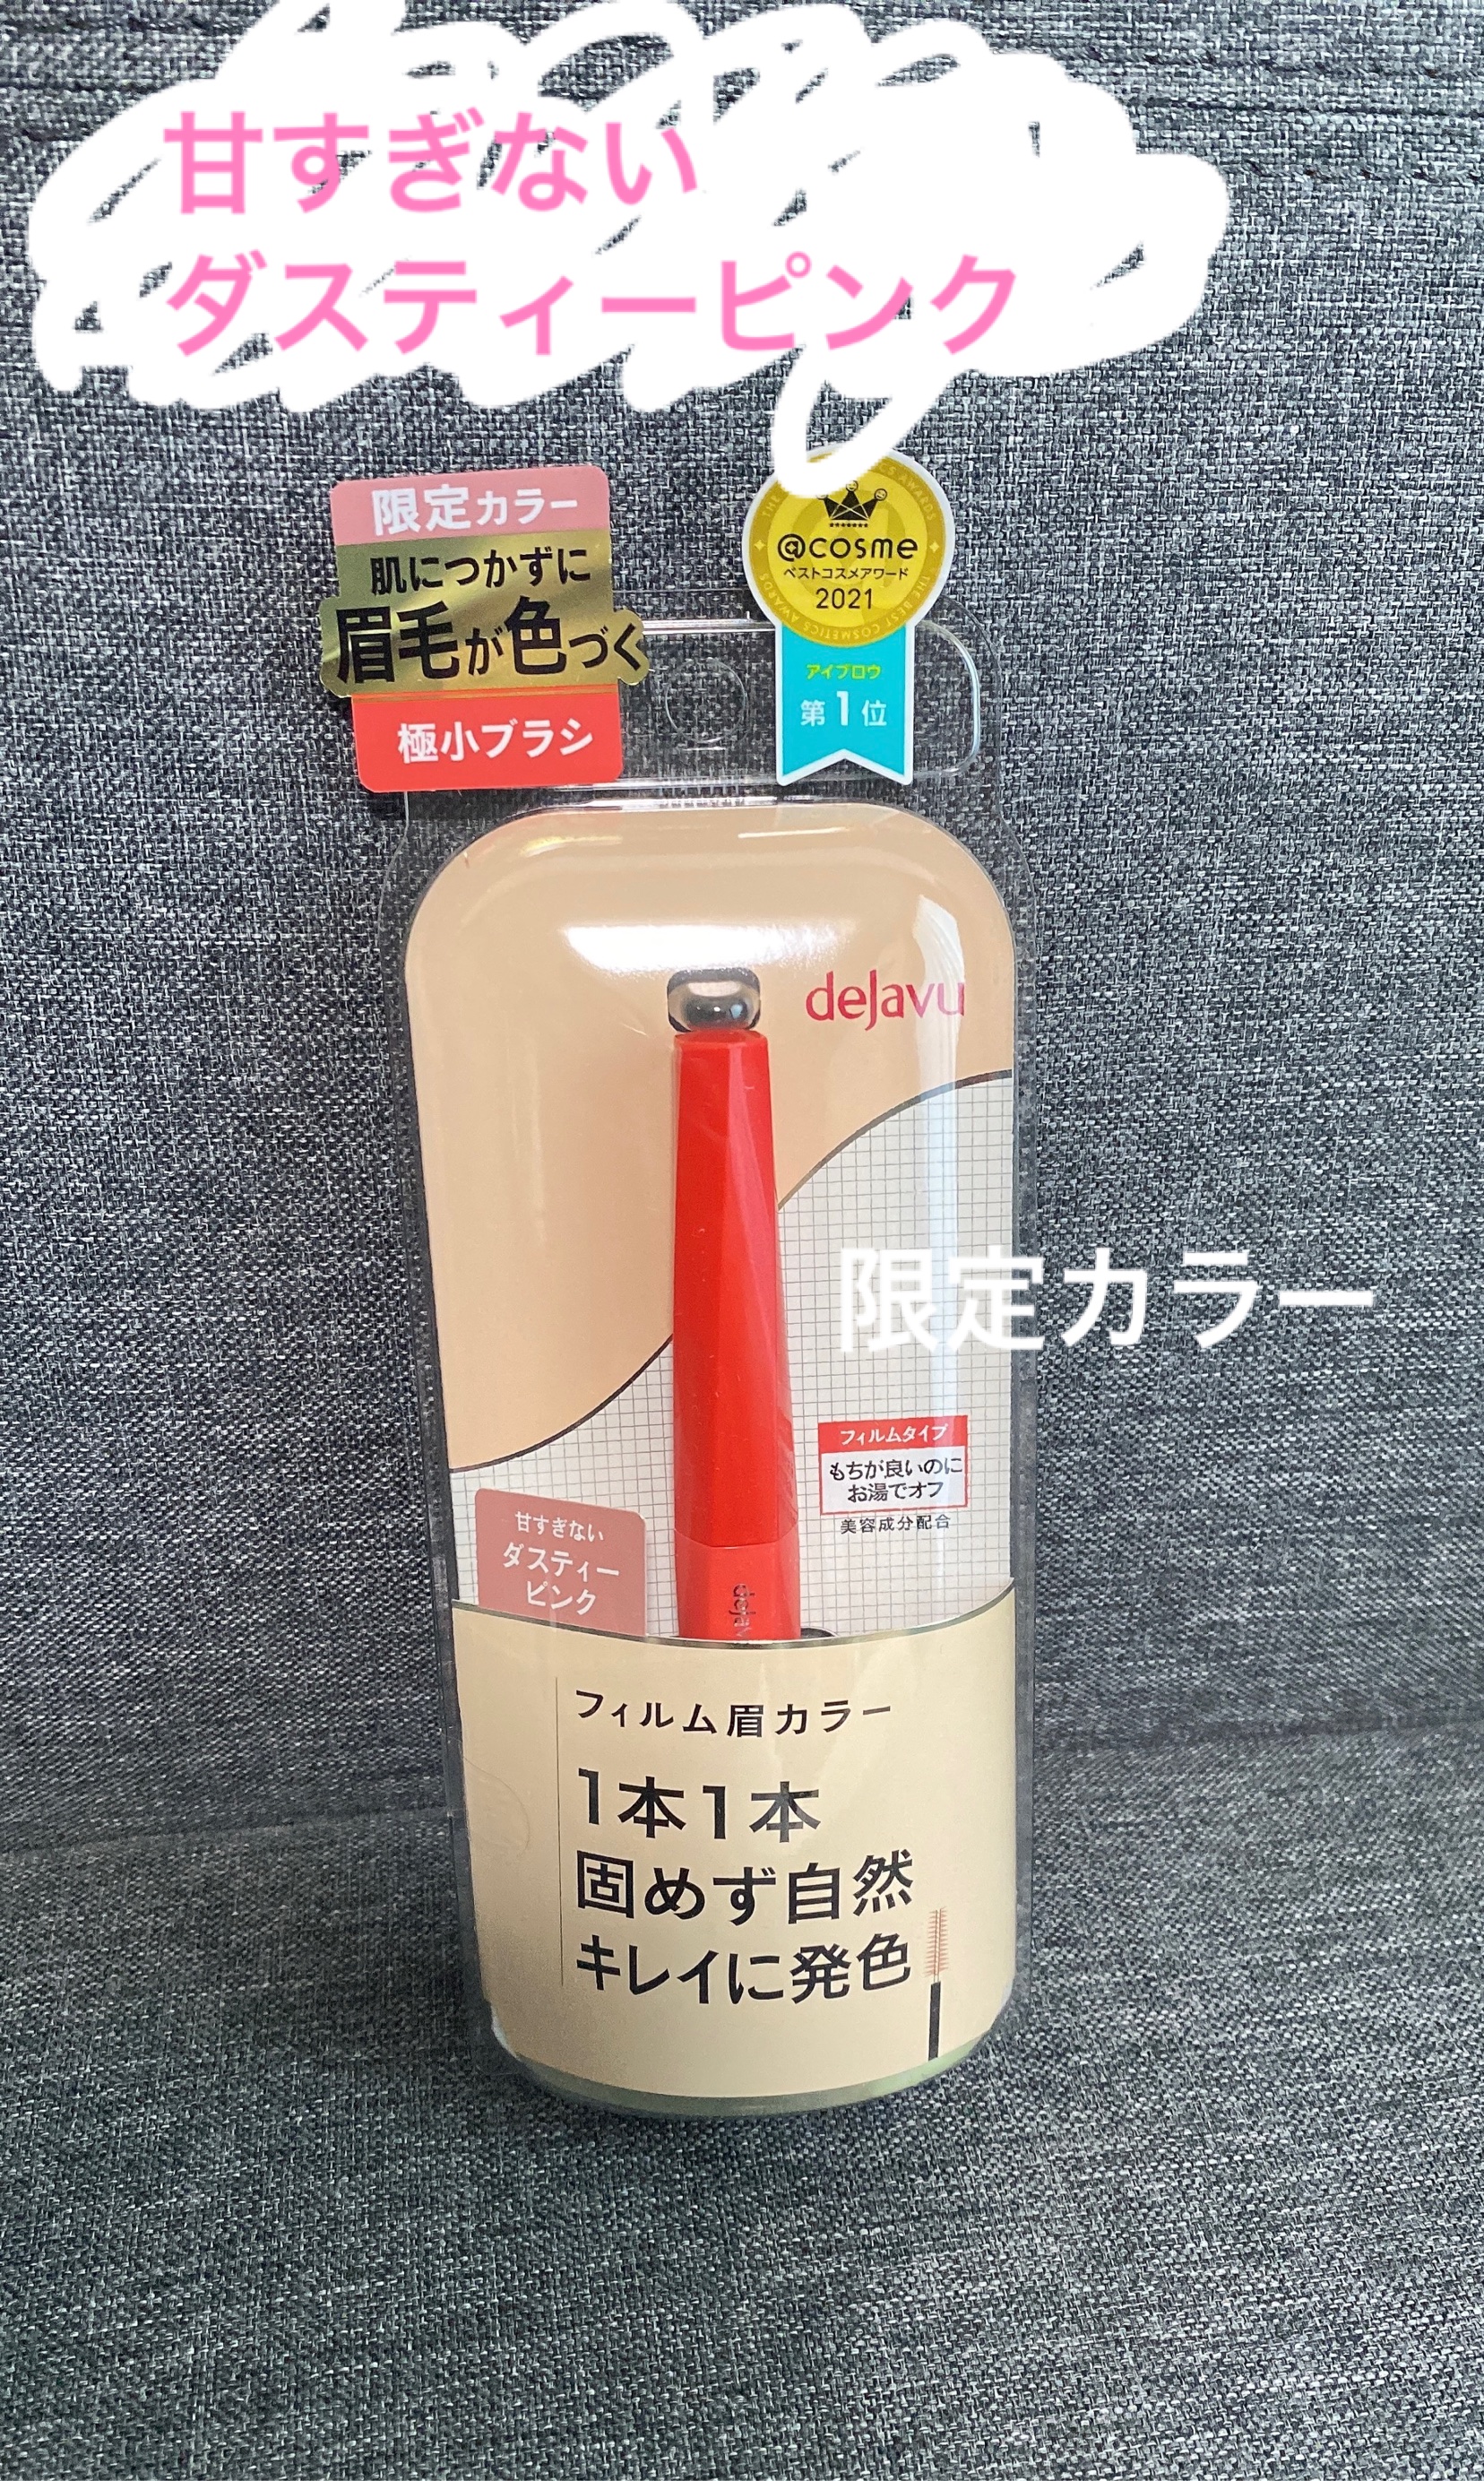 甘すぎない
ダスティーピンク
限定カラー
肌につかずに
眉毛が色づく
極小ブラシ
@cosme
ベストコスメアワード
2021
THE BEST COSMETICS AWARDS
アイブロウ
第1位
dejavu
限定カラー
フィルムタイプ
もちが良いのに
お湯でオフ
美容成分配合
甘すぎない
ダスティー
ピンク
フィルム眉カラー
1本1本
固めず自然
キレイに発色